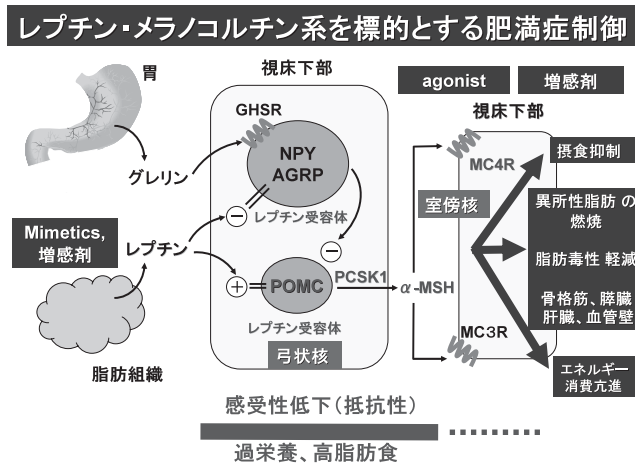 レプチン・メラノコルチン系を標的とする肥満症制御
胃
視床下部
agonist
増感剤
視床下部
GHSR
NPY
AGRP
MC4R
摂食抑制
グレリン
レプチン受容体
室傍核
異所性脂肪 の
燃焼
Mimetics,
増感剤
レプチン
脂肪毒性 軽減
POMC
PCSK1
α-MSH
骨格筋、膵臓
肝臓、血管壁
レプチン受容体
MC3R
弓状核
脂肪組織
エネルギー
消費亢進
感受性低下（抵抗性）
過栄養、高脂肪食